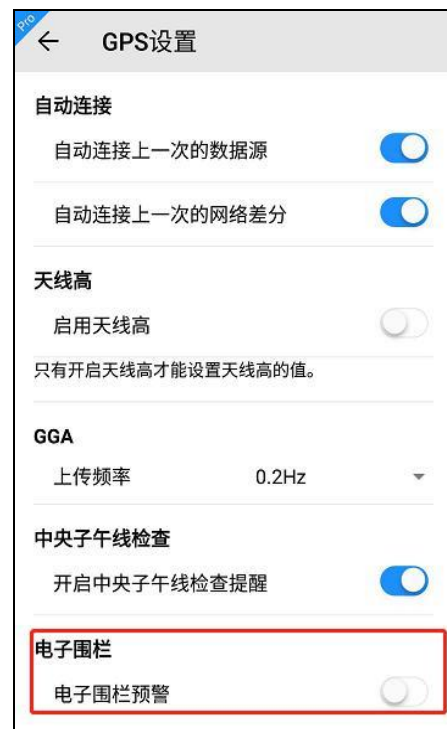 Pro
GPS设置
自动连接
自动连接上一次的数据源
自动连接上一次的网络差分
天线高
启用天线高
只有开启天线高才能设置天线高的值。
GGA
上传频率 0.2Hz
中央子午线检查
开启中央子午线检查提醒
电子围栏
电子围栏预警